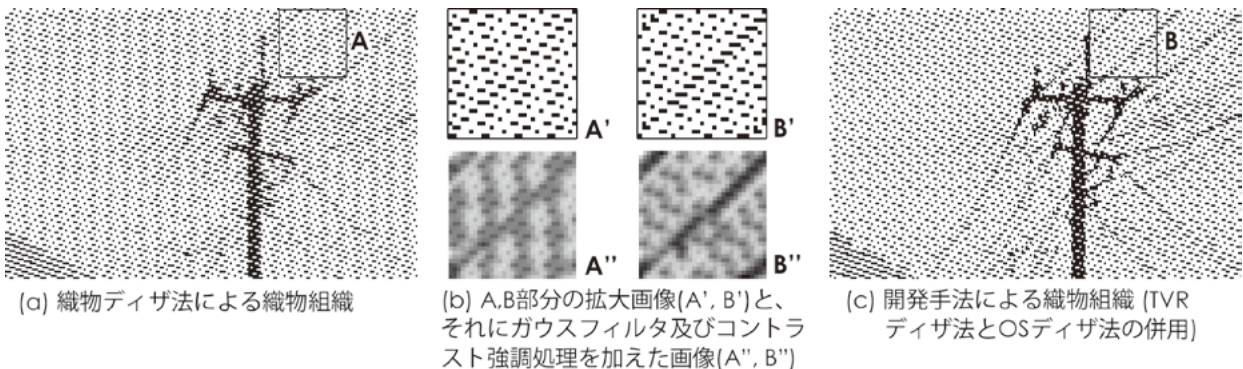 A
A'
B'
A''
B''
B
(a) 織物ディザ法による織物組織
(b) A,B部分の拡大画像(A', B')と、
それにガウスフィルタ及びコントラ
スト強調処理を加えた画像(A'', B'')
(c) 開発手法による織物組織 (TVR
ディザ法とOSディザ法の併用)